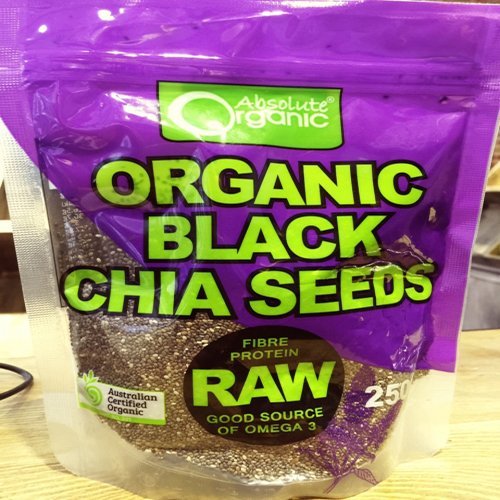 Absolute®
Organic
ORGANIC
BLACK
CHIA SEEDS
FIBRE
PROTEIN
RAW
GOOD SOURCE
OF OMEGA 3
250
Australian
Certified
Organic